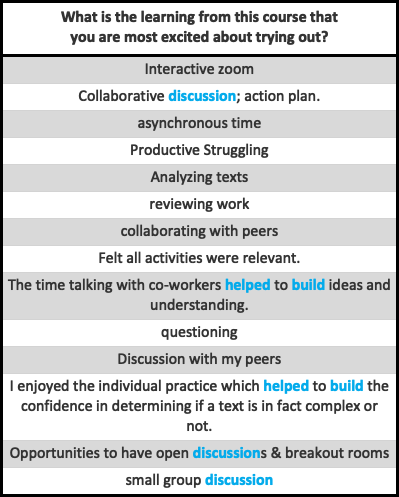 What is the learning from this course that
you are most excited about trying out?
Interactive zoom
Collaborative discussion; action plan.
asynchronous time
Productive Struggling
Analyzing texts
reviewing work
collaborating with peers
Felt all activities were relevant.
The time talking with co-workers helped to build ideas and
understanding.
questioning
Discussion with my peers
I enjoyed the individual practice which helped to build the
confidence in determining if a text is in fact complex or
not.
Opportunities to have open discussions & breakout rooms
small group discussion